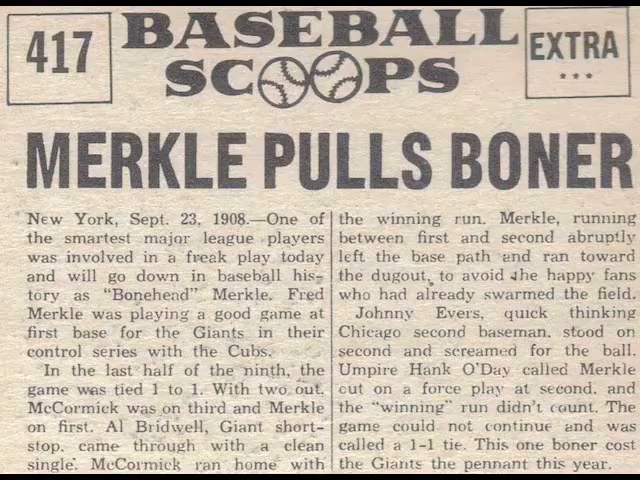 417
BASEBALL
SCOOPS
EXTRA
***
MERKLE PULLS BONER
New York, Sept. 23, 1908.—One of
the smartest major league players
was involved in a freak play today
and will go down in baseball his-
tory as "Bonehead" Merkle. Fred
Merkle was playing a good game at
first base for the Giants in their
control series with the Cubs.
In the last half of the ninth, the
game was tied 1 to 1. With two out.
McCormick was on third and Merkle
on first. Al Bridwell, Giant short-
stop, came through with a clean
single. McCormick ran home with
the winning run. Merkle, running
between first and second abruptly
left the base path and ran toward
the dugout, to avoid the happy fans
who had already swarmed the field.
Johnny Evers, quick thinking
Chicago second baseman, stood on
second and screamed for the ball.
Umpire Hank O'Day called Merkle
out on a force play at second, and
the "winning" run didn't count. The
game could not continue and was
called a 1-1 tie. This one boner cost
the Giants the pennant this year.